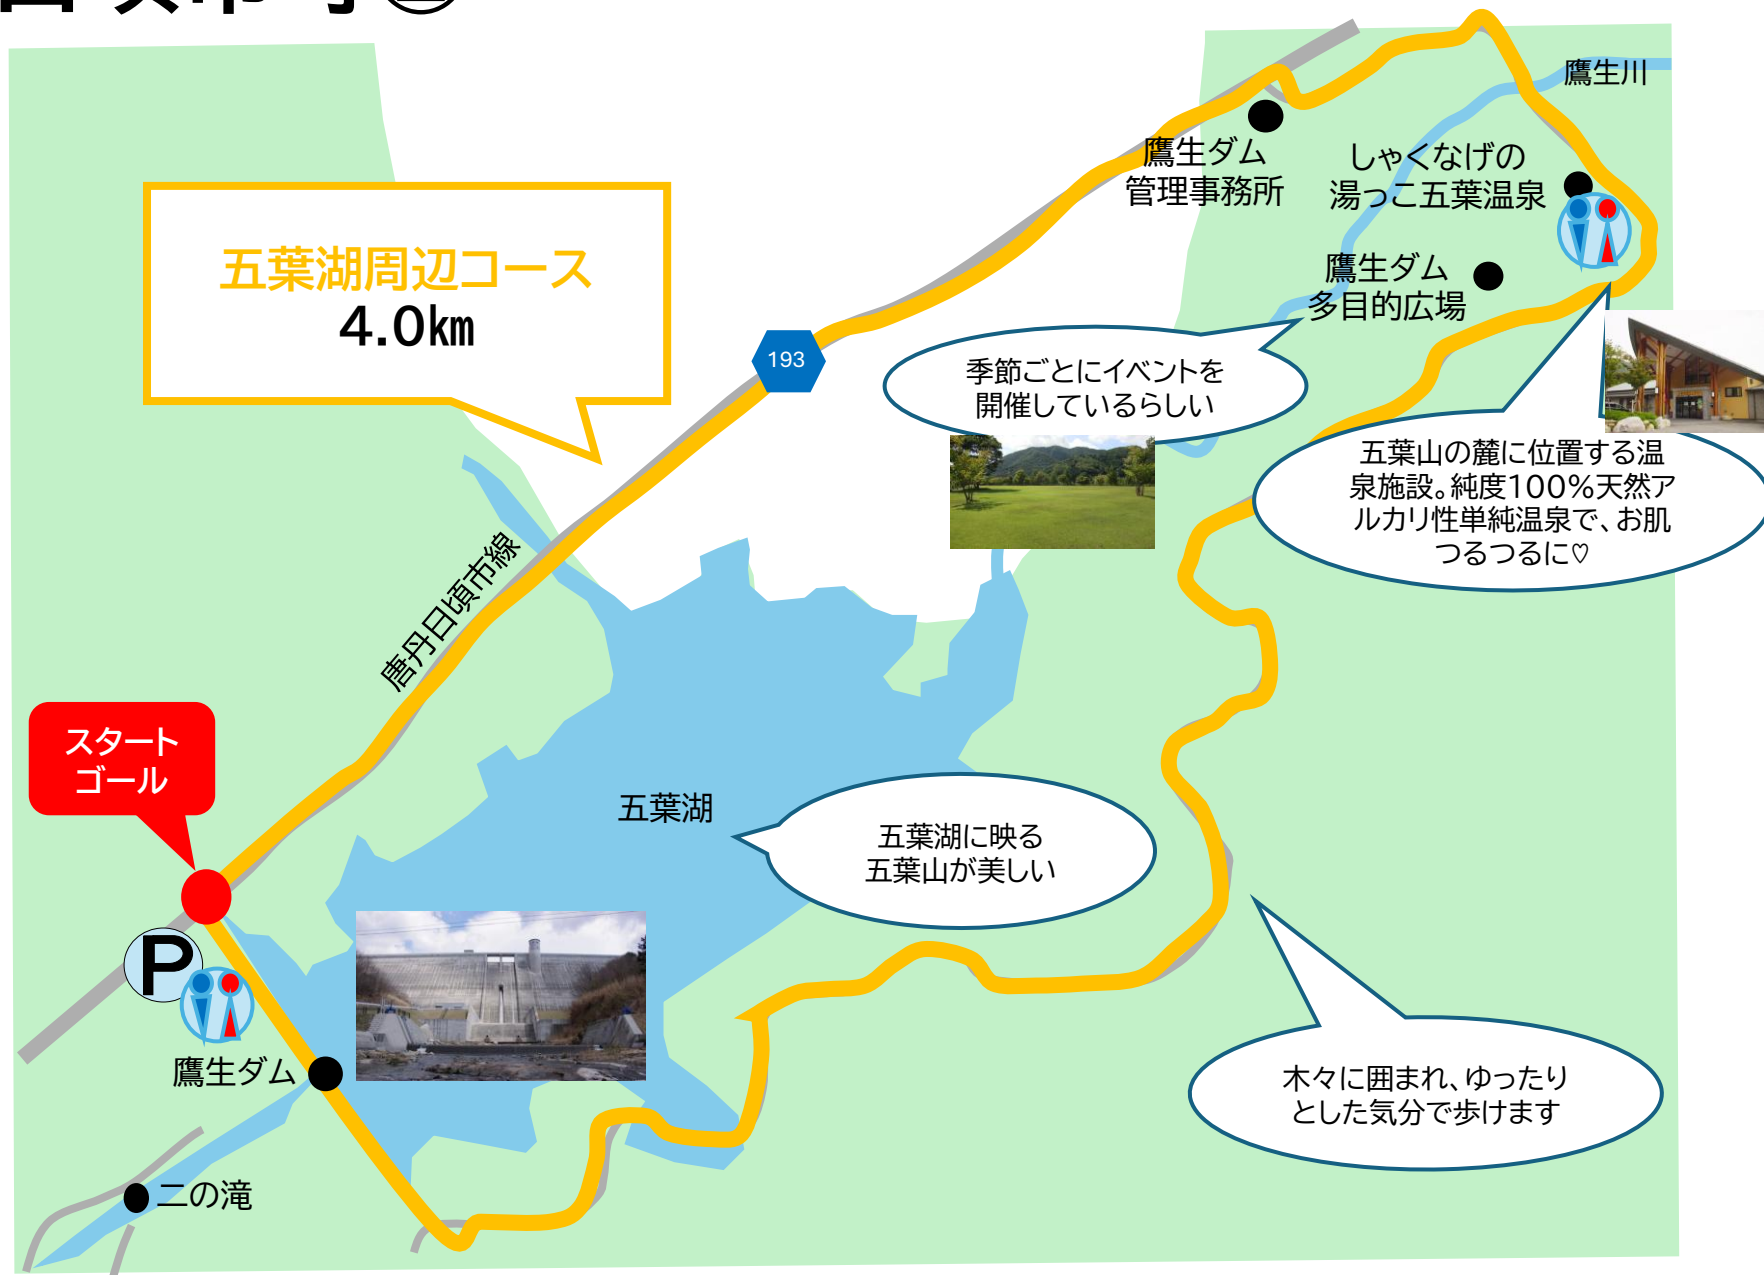 鷹生川
鷹生ダム
管理事務所
しゃくなげの
湯っこ五葉温泉
五葉湖周辺コース
4.0km
鷹生ダム
多目的広場
193
季節ごとにイベントを
開催しているらしい
五葉山の麓に位置する温
泉施設。純度100%天然ア
ルカリ性単純温泉で、お肌
つるつるに♡
唐丹日頃市線
スタート
ゴール
五葉湖
五葉湖に映る
五葉山が美しい
P
鷹生ダム
木々に囲まれ、ゆったり
とした気分で歩けます
二の滝